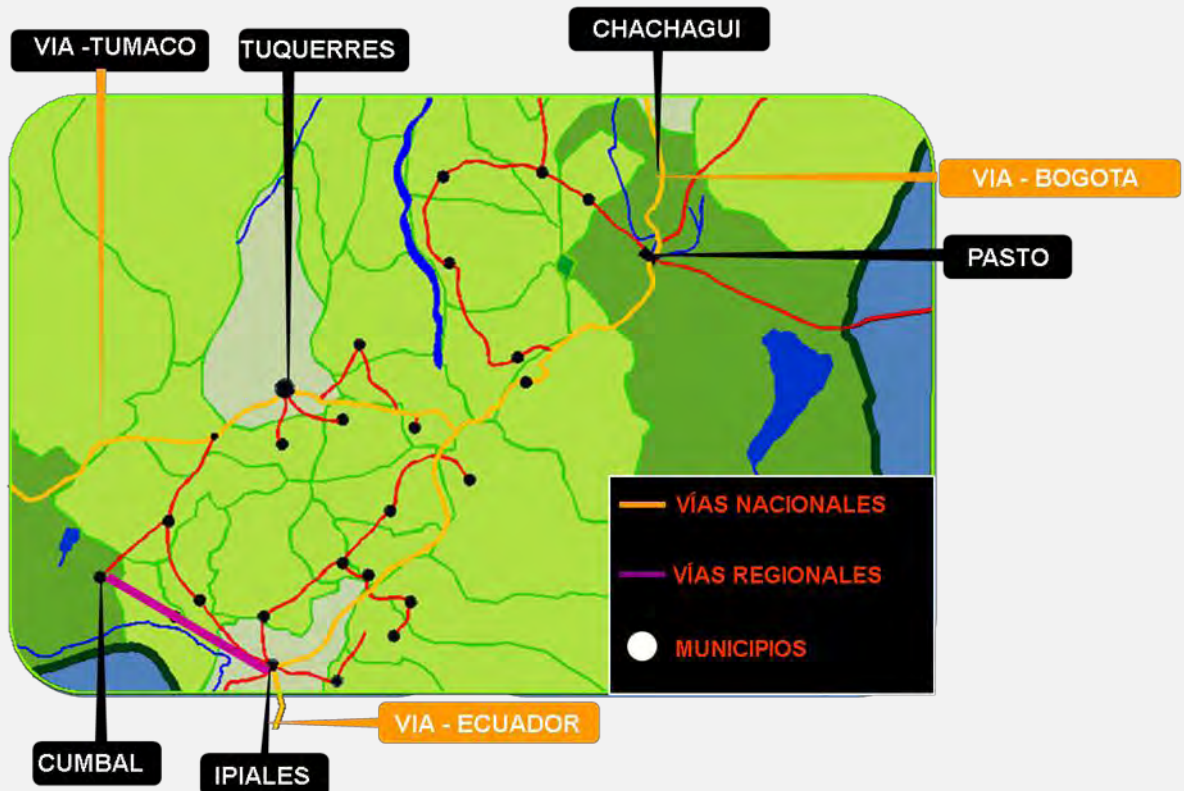 CHACHAGUI
VIA -TUMACO
TUQUERRES
VIA - BOGOTA
PASTO
VÍAS NACIONALES
VÍAS REGIONALES
MUNICIPIOS
VIA - ECUADOR
CUMBAL
IPIALES